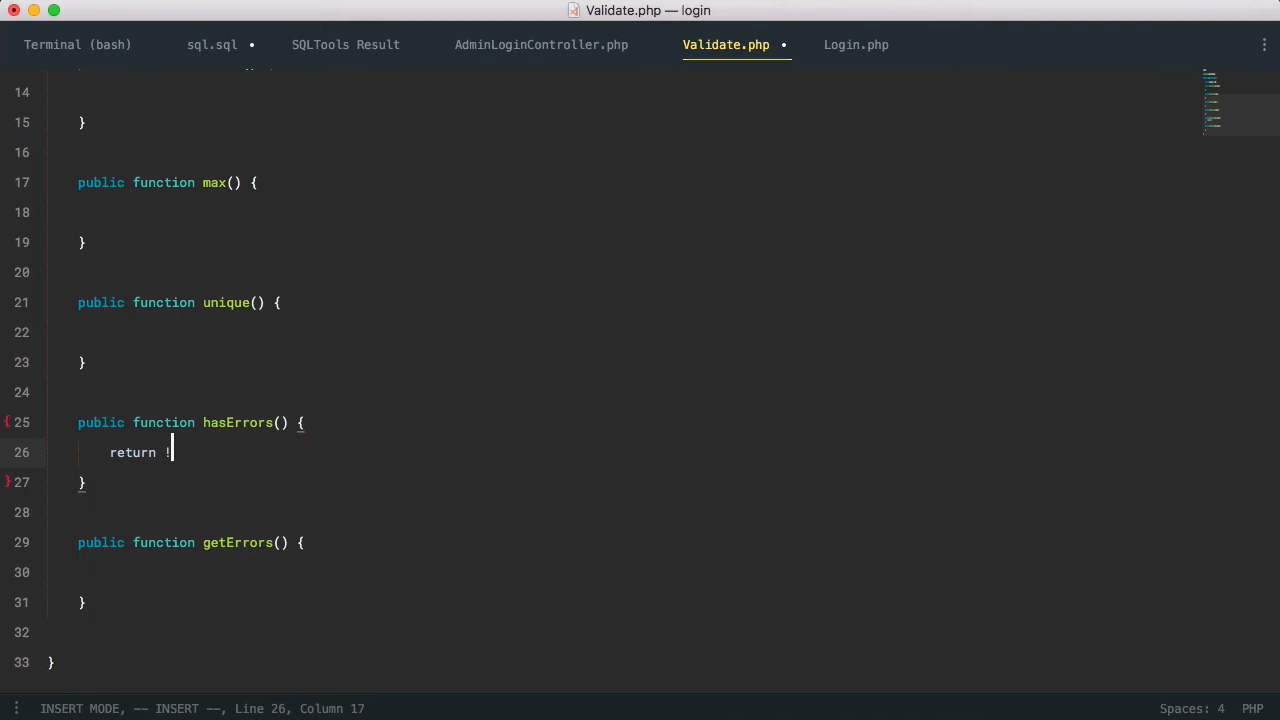 Validate.php — login
Terminal (bash) sql.sql • SQLTools Result AdminLoginController.php Validate.php • Login.php
14
15 }
16
17 public function max() {
18
19 }
20
21 public function unique() {
22
23 }
24
{ 25 public function hasErrors() {
26 return !
} 27 }
28
29 public function getErrors() {
30
31 }
32
33 }
INSERT MODE, -- INSERT --, Line 26, Column 17 Spaces: 4 PHP